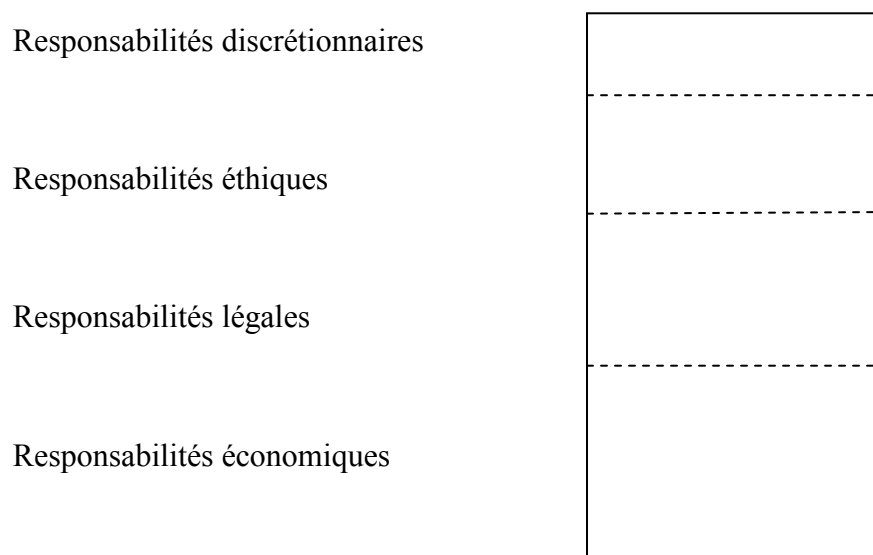 Responsabilités discrétionnaires
Responsabilités éthiques
Responsabilités légales
Responsabilités économiques